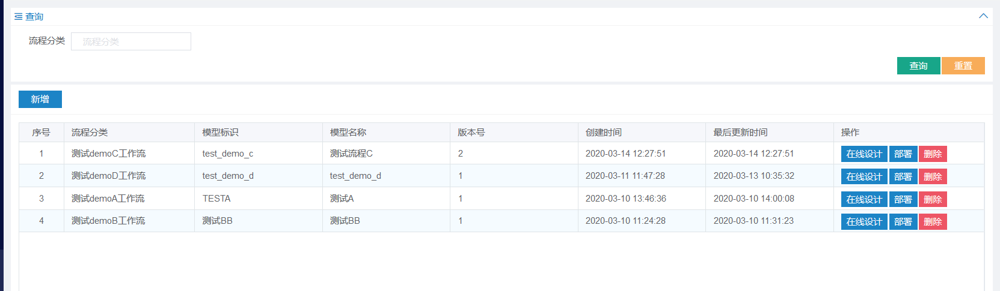 查询
流程分类 流程分类
查询 重置
新增
序号 流程分类 模型标识 模型名称 版本号 创建时间 最后更新时间 操作
1 测试demoC工作流 test_demo_c 测试流程C 2 2020-03-14 12:27:51 2020-03-14 12:27:51 在线设计 部署 删除
2 测试demoD工作流 test_demo_d test_demo_d 1 2020-03-11 11:47:28 2020-03-13 10:35:32 在线设计 部署 删除
3 测试demoA工作流 TESTA 测试A 1 2020-03-10 13:46:36 2020-03-10 14:00:08 在线设计 部署 删除
4 测试demoB工作流 测试BB 测试BB 1 2020-03-10 11:24:28 2020-03-10 11:31:23 在线设计 部署 删除